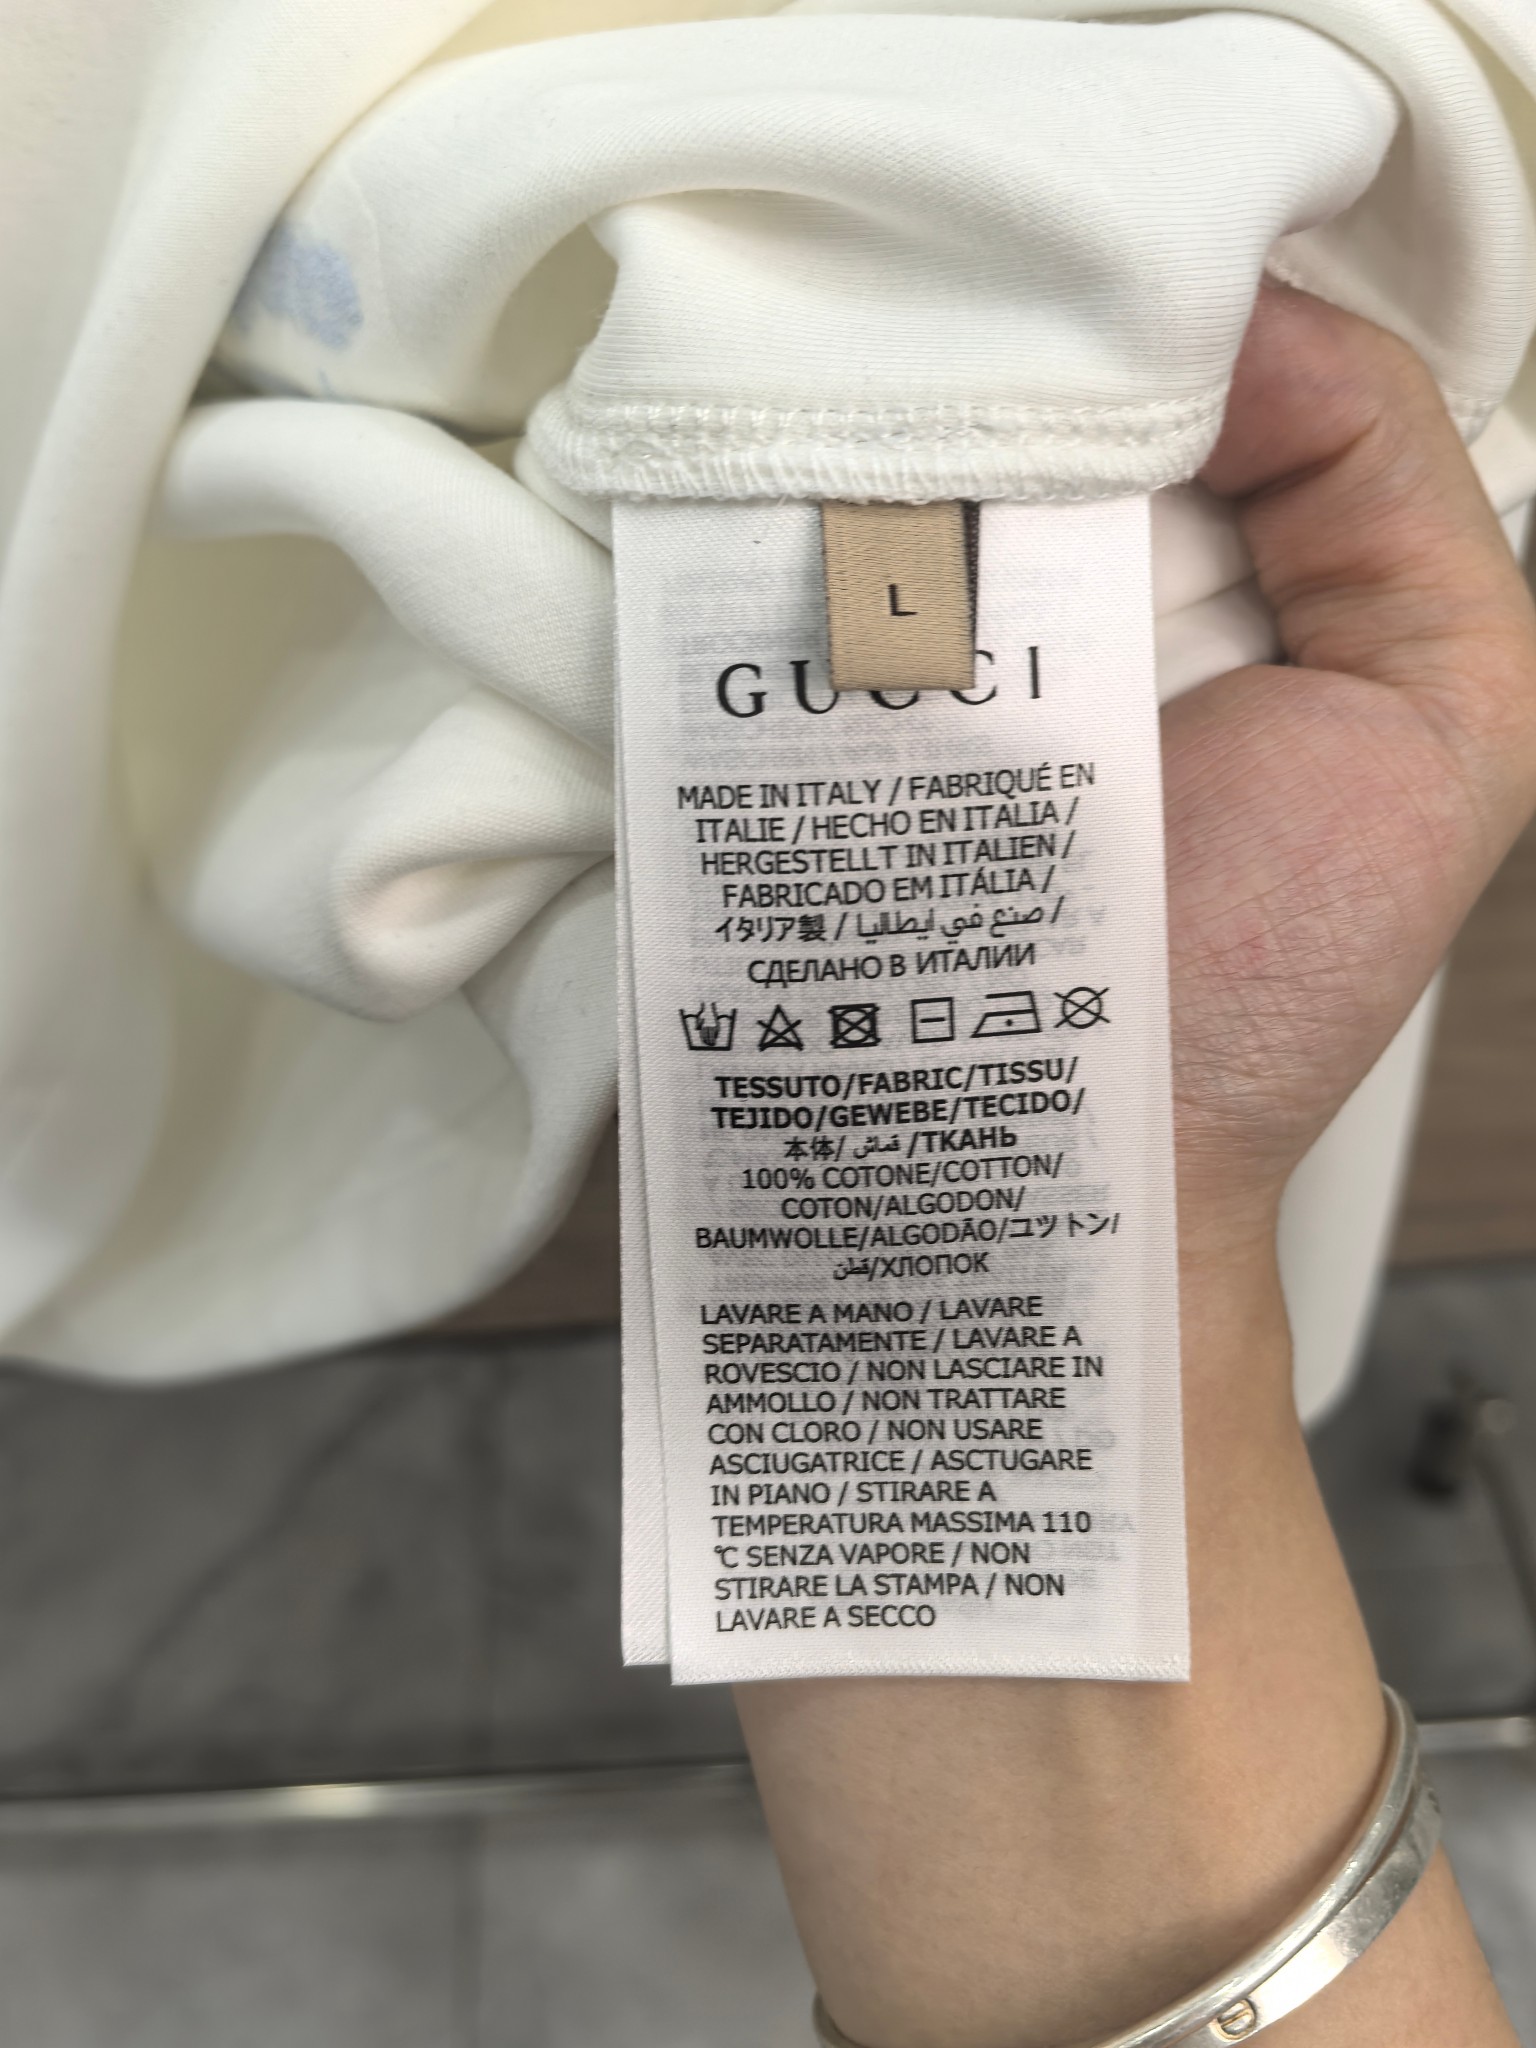 L
GUCCI
MADE IN ITALY / FABRIQUÉ EN
ITALIE / HECHO EN ITALIA /
HERGESTELLT IN ITALIEN /
FABRICADO EM ITÁLIA /
イタリア製 / صنع في ايطاليا /
СДЕЛАНО В ИТАЛИИ
TESSUTO/FABRIC/TISSU/
TEJIDO/GEWEBE/TECIDO/
本体/ قماش /ТКАНЬ
100% COTONE/COTTON/
COTON/ALGODON/
BAUMWOLLE/ALGODÃO/ユットン/
قطن/ХЛОПОК
LAVARE A MANO / LAVARE
SEPARATAMENTE / LAVARE A
ROVESCIO / NON LASCIARE IN
AMMOLLO / NON TRATTARE
CON CLORO / NON USARE
ASCIUGATRICE / ASCTUGARE
IN PIANO / STIRARE A
TEMPERATURA MASSIMA 110
℃ SENZA VAPORE / NON
STIRARE LA STAMPA / NON
LAVARE A SECCO